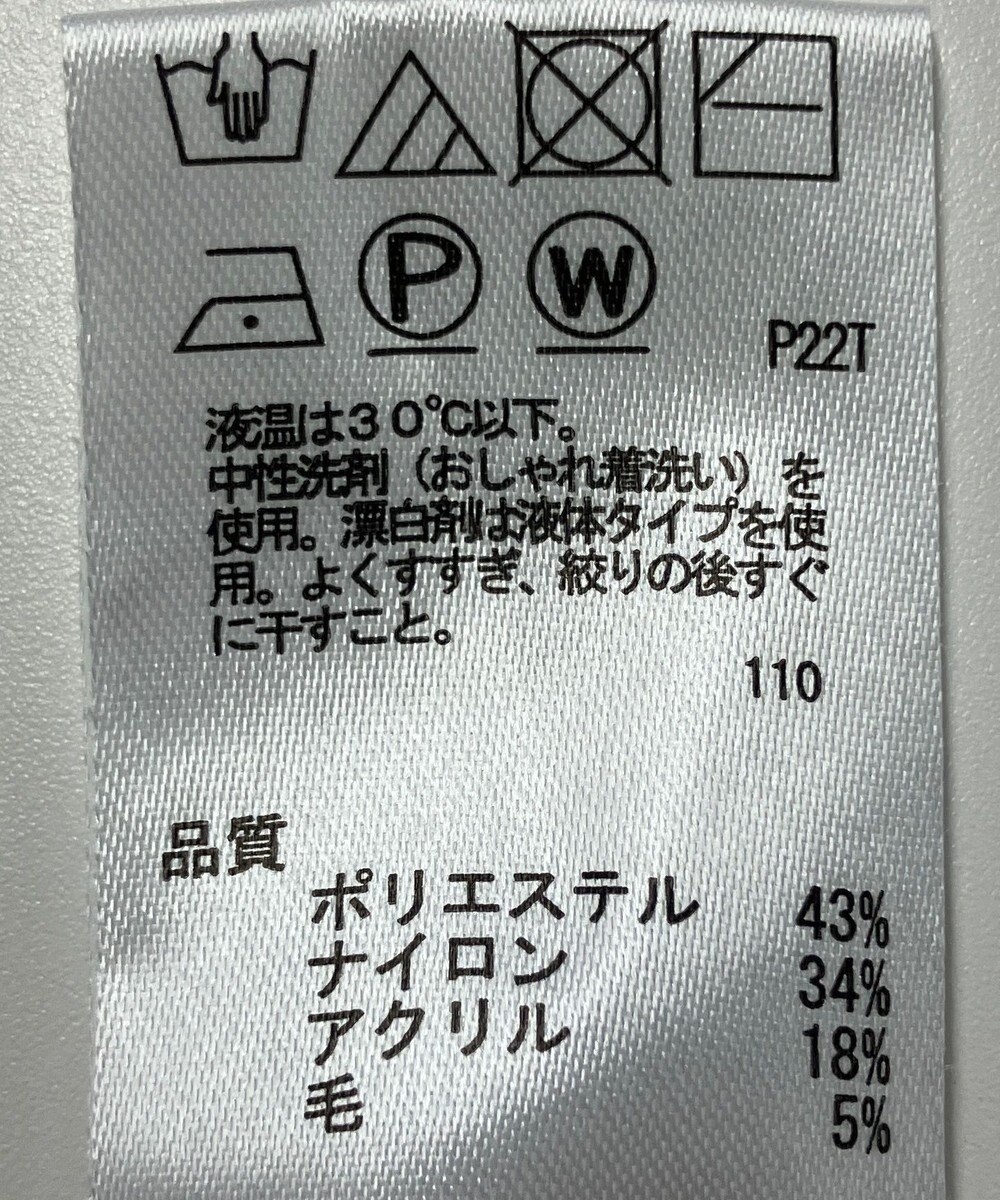 P
W
P22T
液温は30℃以下。
中性洗剤(おしゃれ着洗い)を
使用。漂白剤は液体タイプを使
用。よくすすぎ、絞りの後すぐ
に干すこと。
110
品質
ポリエステル 43%
ナイロン 34%
アクリル 18%
毛 5%